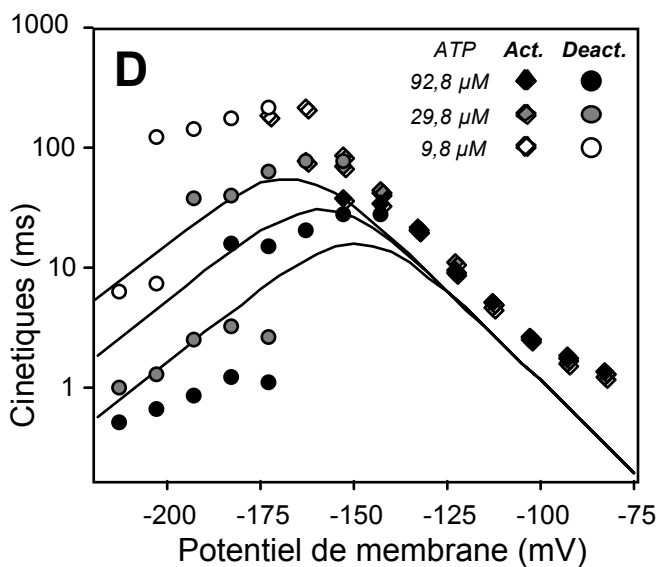 1000
D
ATP Act. Deact.
92,8 µM
29,8 µM
9,8 µM
100
10
1
Cinetiques (ms)
-200 -175 -150 -125 -100 -75
Potentiel de membrane (mV)